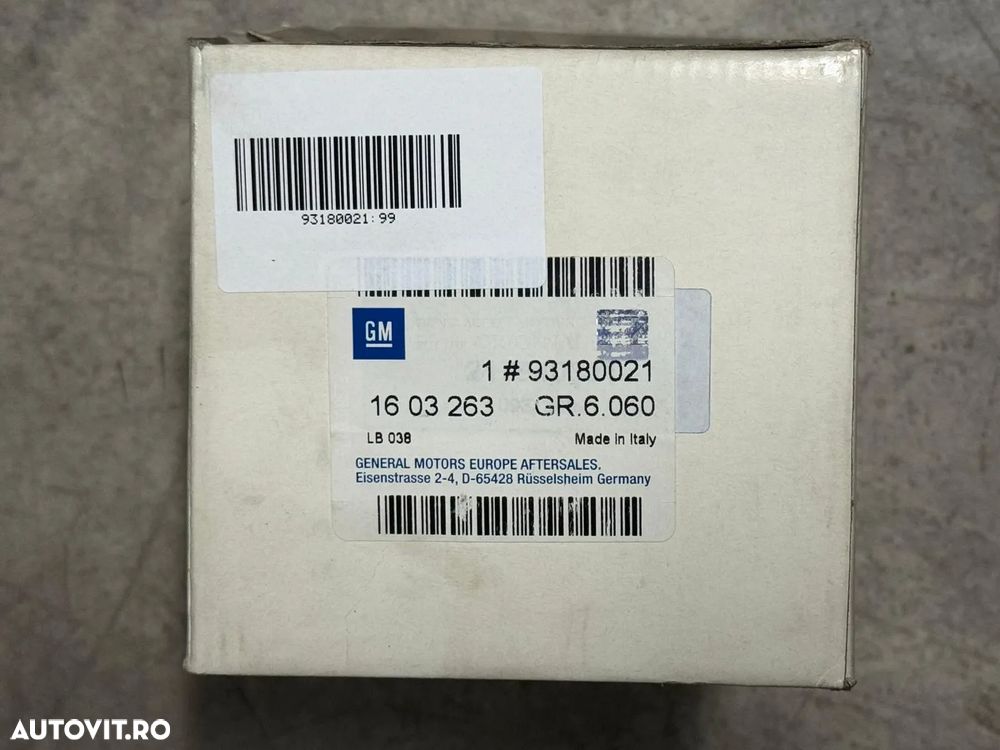 93180021:99
GM
1 # 93180021
16 03 263 GR.6.060
LB 038 Made in Italy
GENERAL MOTORS EUROPE AFTERSALES.
Eisenstrasse 2-4, D-65428 Rüsselsheim Germany
AUTOVIT.RO